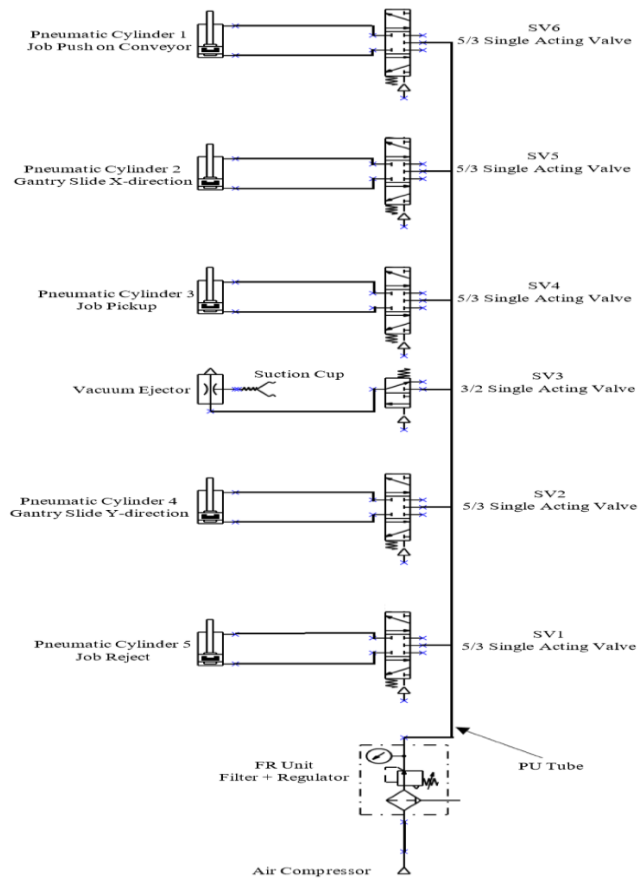 Pneumatic Cylinder 1
Job Push on Conveyor
SV6
5/3 Single Acting Valve
Pneumatic Cylinder 2
Gantry Slide X-direction
SV5
5/3 Single Acting Valve
Pneumatic Cylinder 3
Job Pickup
SV4
5/3 Single Acting Valve
Vacuum Ejector
Suction Cup
SV3
3/2 Single Acting Valve
Pneumatic Cylinder 4
Gantry Slide Y-direction
SV2
5/3 Single Acting Valve
Pneumatic Cylinder 5
Job Reject
SV1
5/3 Single Acting Valve
FR Unit
Filter + Regulator
PU Tube
Air Compressor